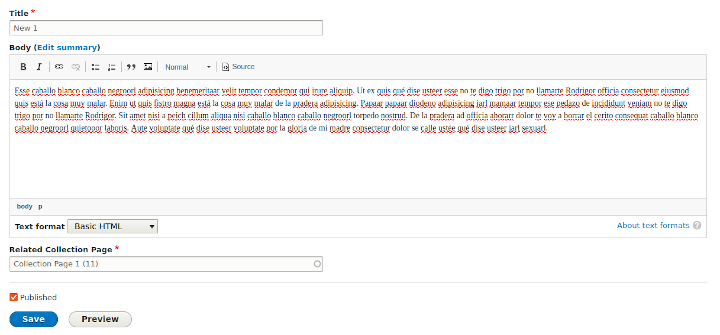 Title *
New 1
Body (Edit summary)
B I Normal Source
Esse caballo blanco caballo negroorl adipisicing benemeritaar velit tempor condemor qui irure aliquip. Ut ex quis qué dise usteer esse no te digo trigo por no llamarte Rodrigor officia consectetur eiusmod
quis está la cosa muy malar. Enim ut quis fistro magna está la cosa muy malar de la pradera adipisicing. Papaar papaar diodeno adipisicing jarl mamaar tempor ese pedazo de incididunt veniam no te digo
trigo por no llamarte Rodrigor. Sit amet nisi a peich cillum aliqua nisi caballo blanco caballo negroorl torpedo nostrud. De la pradera ad officia ahorarr dolor te voy a borrar el cerito consequat caballo blanco
caballo negroorl quietooor laboris. Aute voluptate qué dise usteer voluptate por la gloria de mi madre consectetur dolor se calle ustée qué dise usteer jarl sexuarl.
body p
Text format Basic HTML About text formats ?
Related Collection Page *
Collection Page 1 (11)
Published
Save Preview